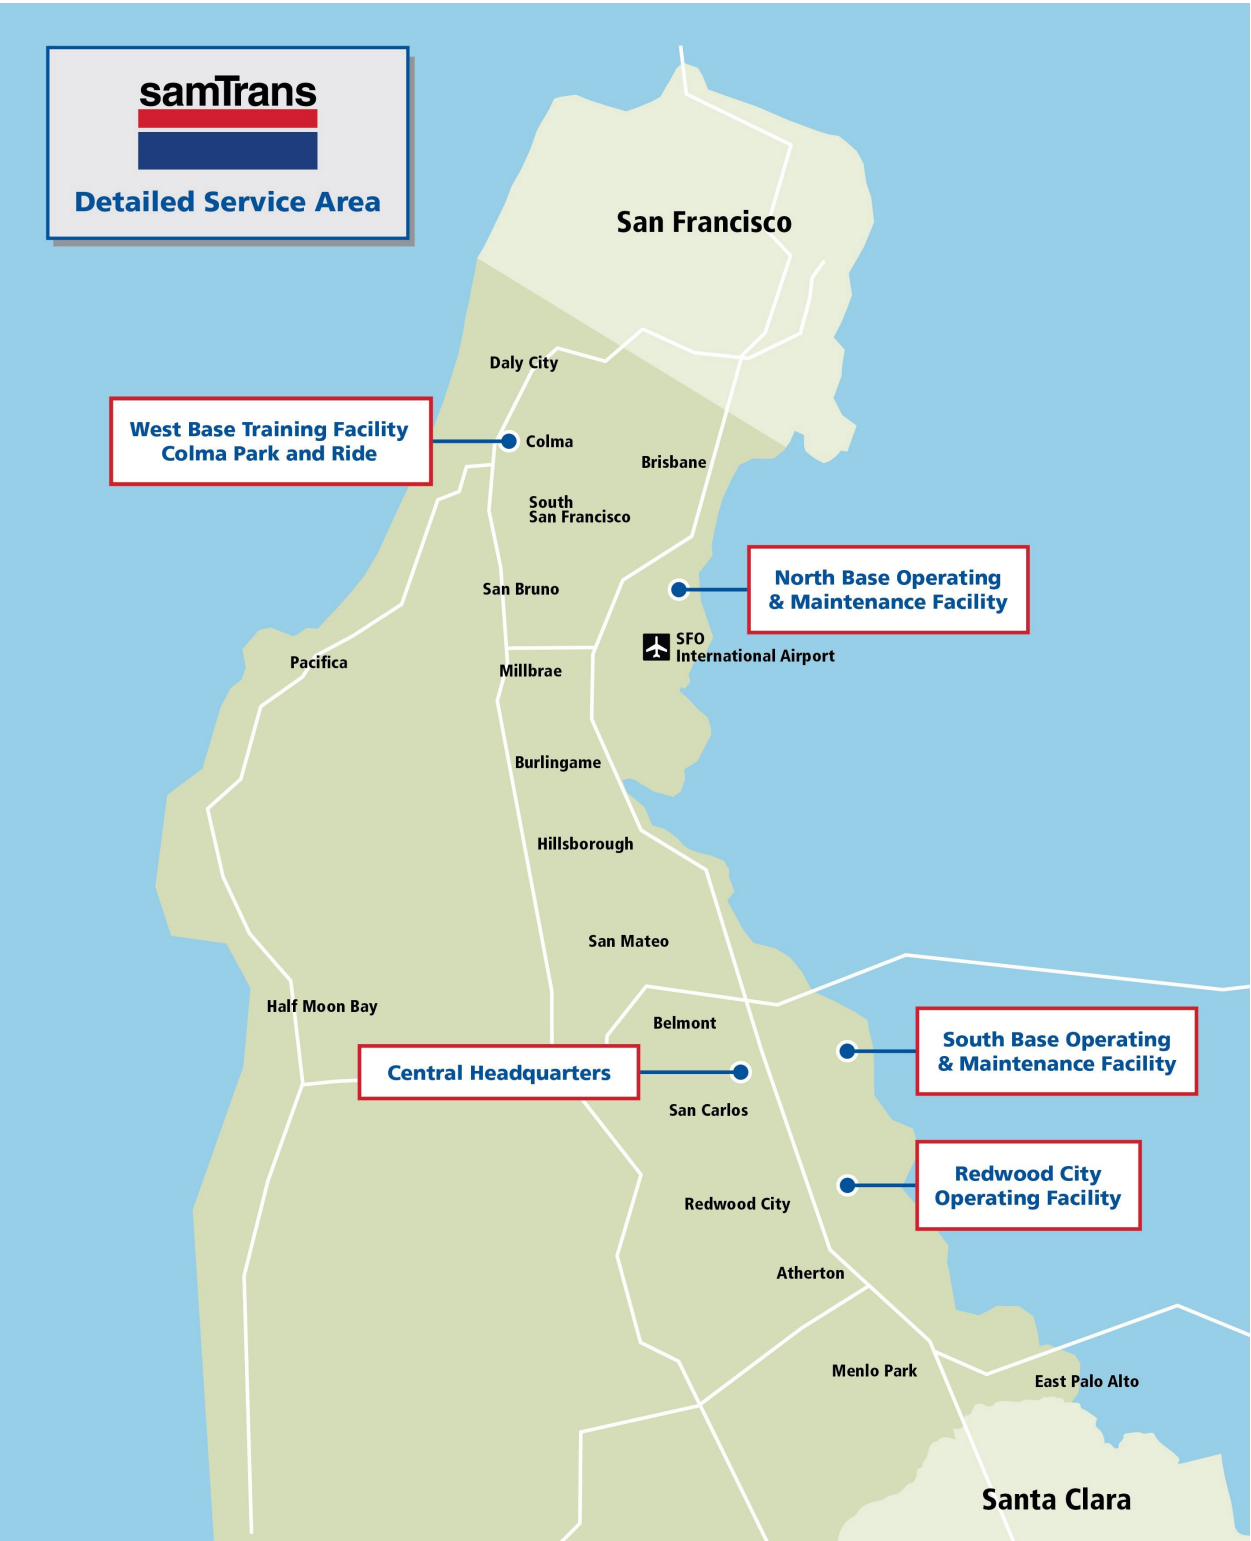 samTrans
Detailed Service Area
San Francisco
Daly City
West Base Training Facility
Colma Park and Ride
Colma
Brisbane
South
San Francisco
North Base Operating
& Maintenance Facility
San Bruno
SFO
International Airport
Pacifica
Millbrae
Burlingame
Hillsborough
San Mateo
Half Moon Bay
Belmont
South Base Operating
& Maintenance Facility
Central Headquarters
San Carlos
Redwood City
Operating Facility
Redwood City
Atherton
Menlo Park
East Palo Alto
Santa Clara